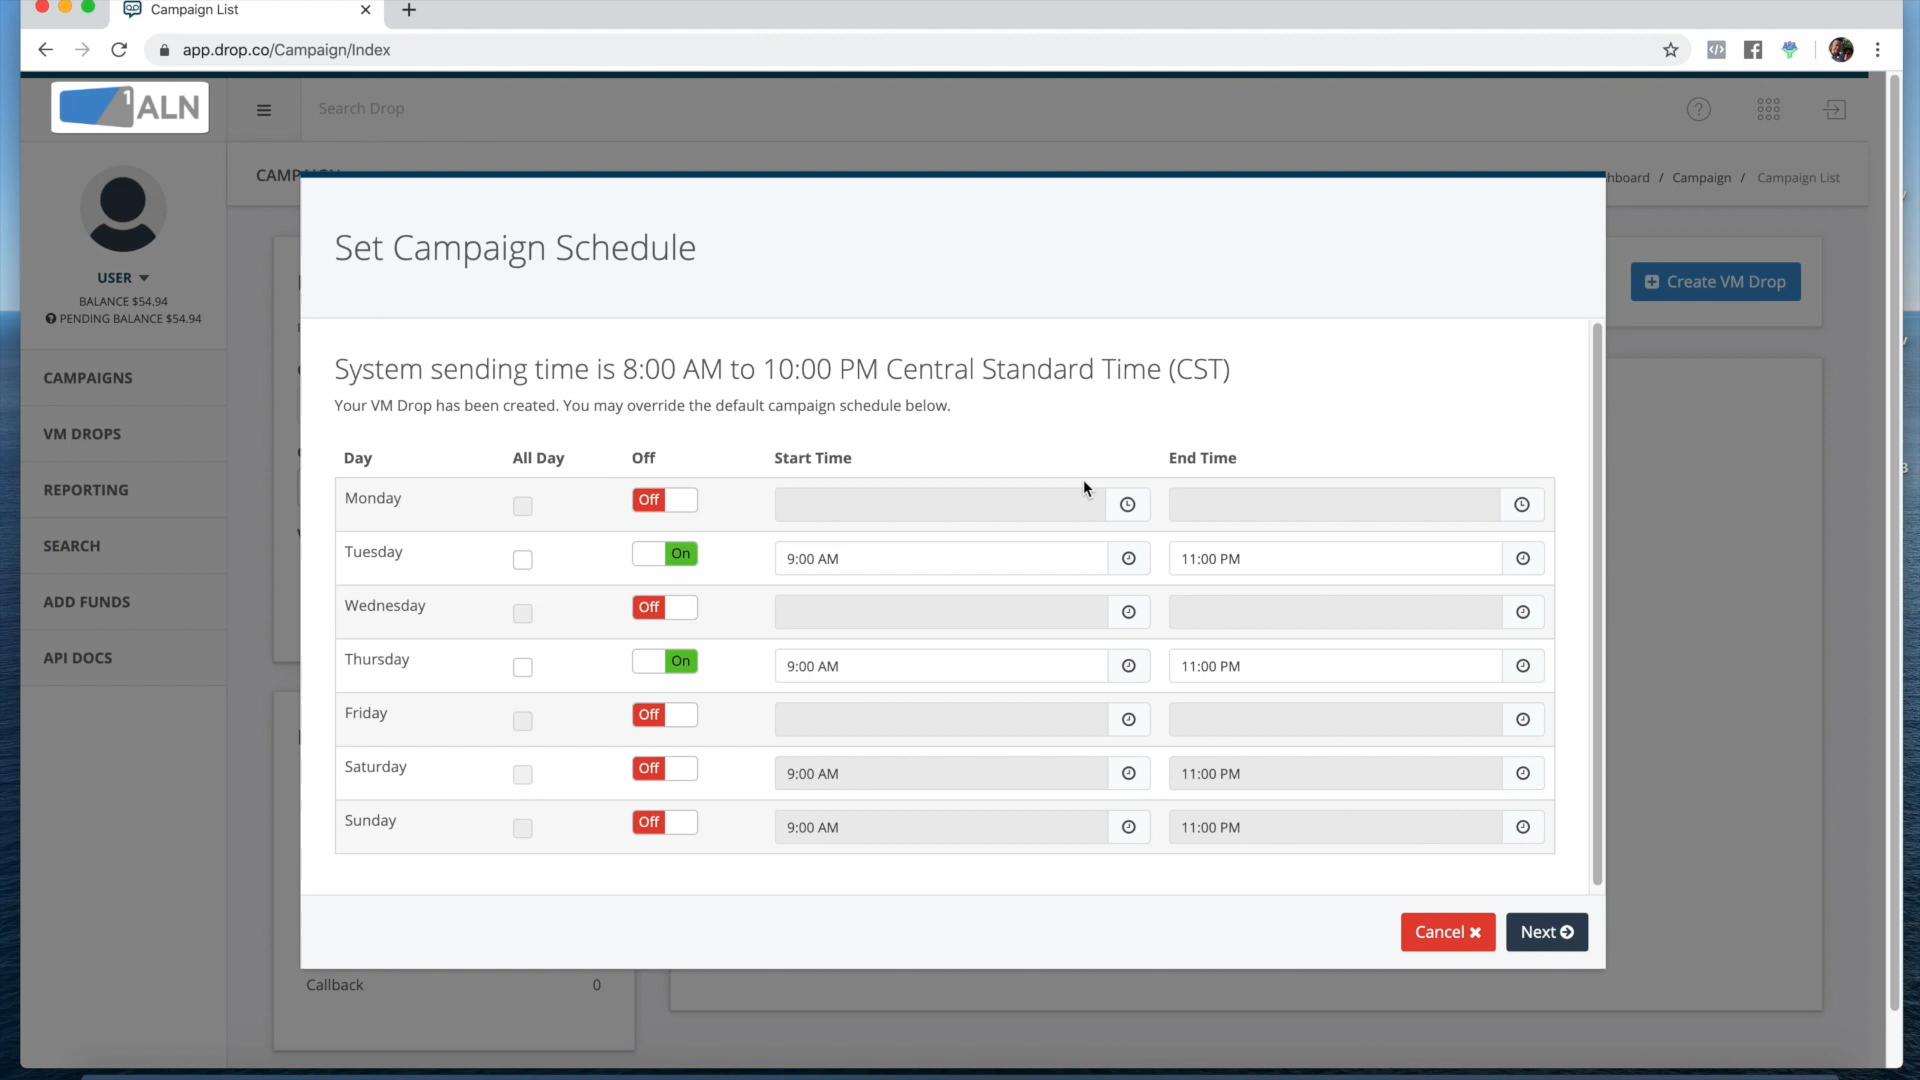 Campaign List
app.drop.co/Campaign/Index
1ALN
Search Drop
USER
BALANCE $54.94
PENDING BALANCE $54.94
CAMPAIGNS
VM DROPS
REPORTING
SEARCH
ADD FUNDS
API DOCS
hboard / Campaign / Campaign List
Create VM Drop
Set Campaign Schedule
System sending time is 8:00 AM to 10:00 PM Central Standard Time (CST)
Your VM Drop has been created. You may override the default campaign schedule below.
Day All Day Off Start Time End Time
Monday Off
Tuesday On 9:00 AM 11:00 PM
Wednesday Off
Thursday On 9:00 AM 11:00 PM
Friday Off
Saturday Off 9:00 AM 11:00 PM
Sunday Off 9:00 AM 11:00 PM
Cancel Next
Callback 0